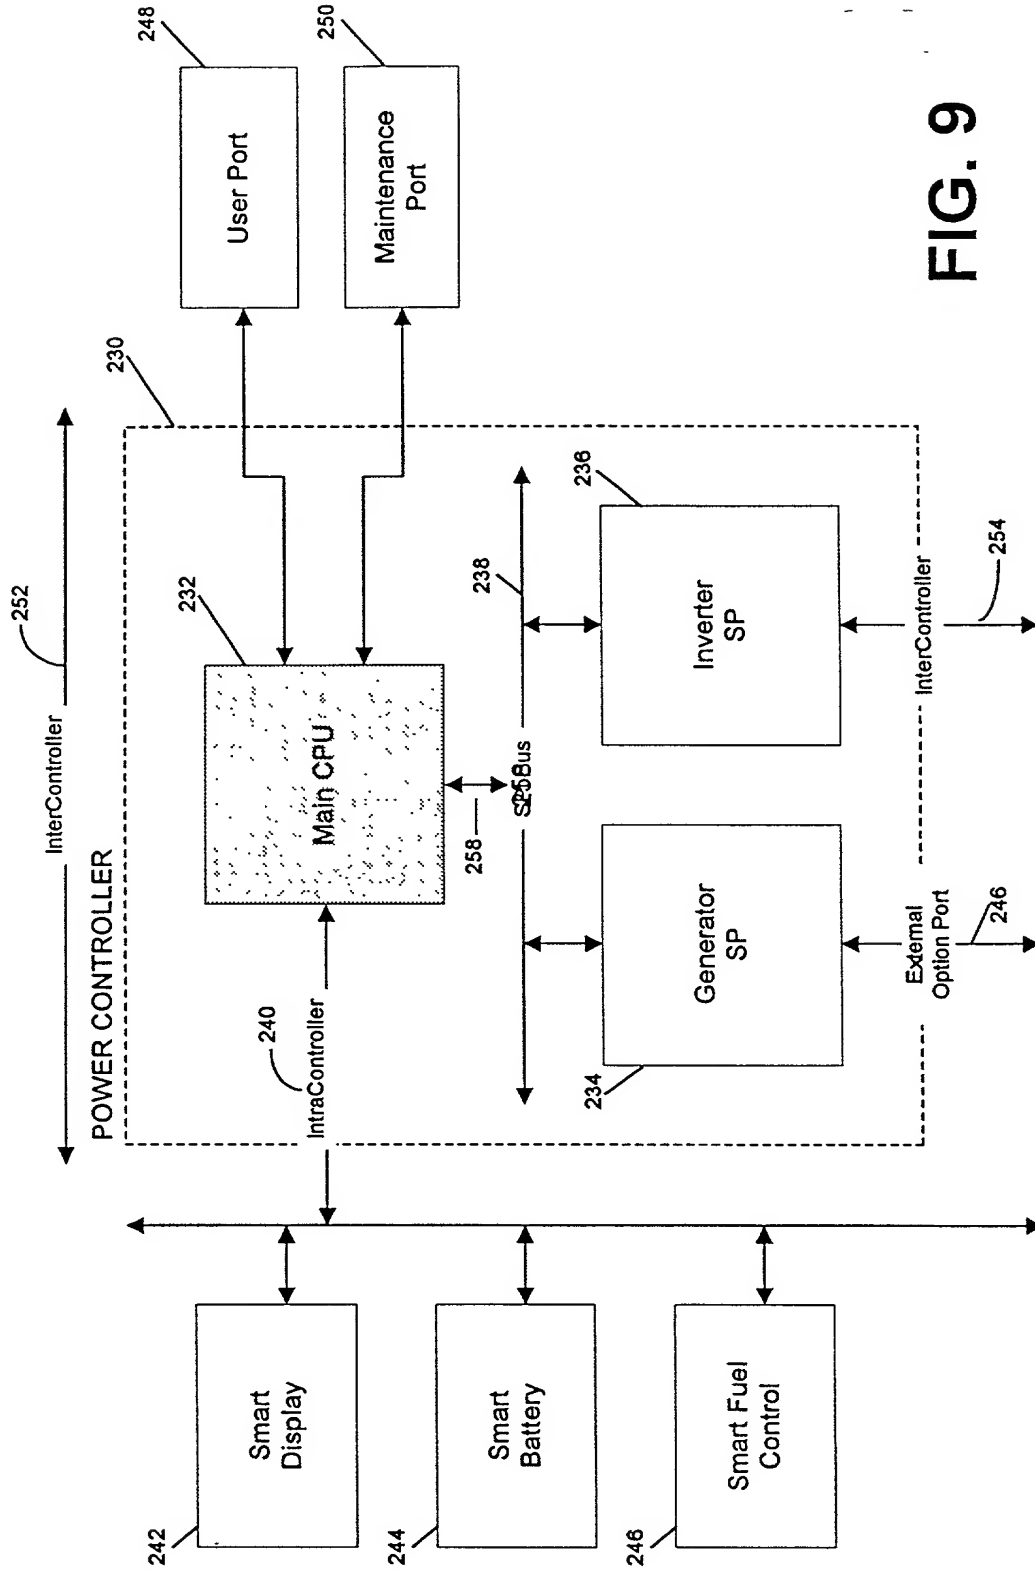 252
InterController
POWER CONTROLLER
230
248
User Port
250
Maintenance
Port
242
Smart
Display
244
Smart
Battery
246
Smart Fuel
Control
240
IntraController
232
Main CPU
258
238
Bus
234
Generator
SP
236
Inverter
SP
External
Option Port
246
InterController
254
FIG. 9